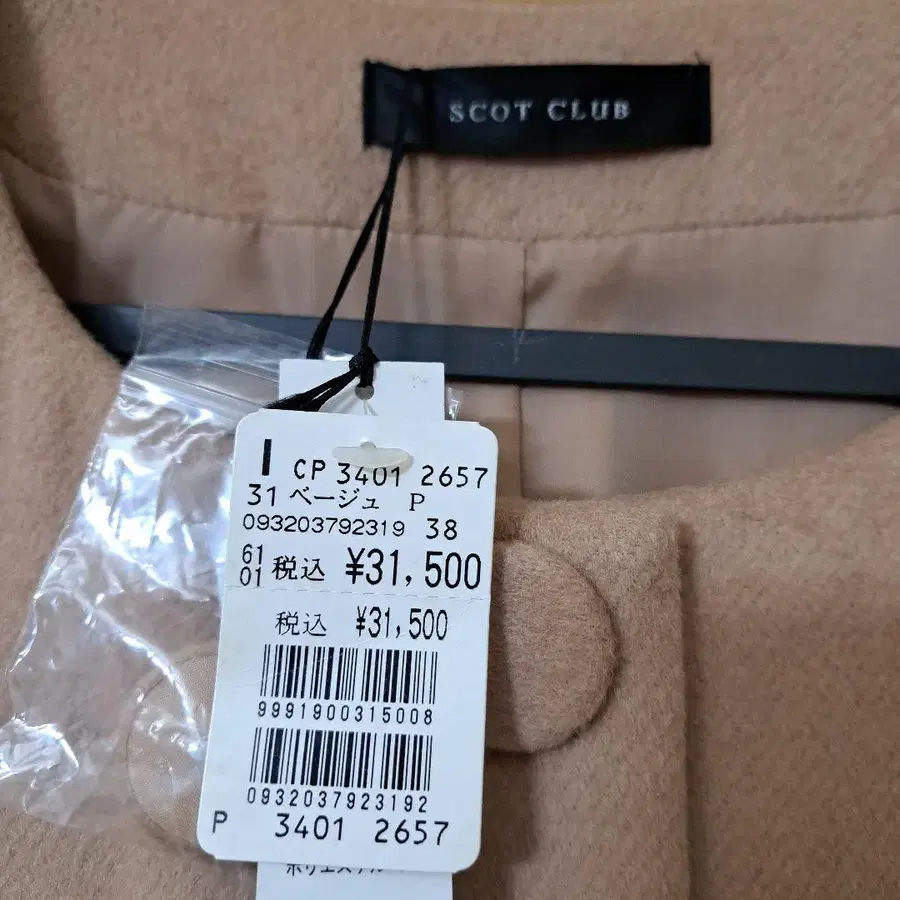 SCOT CLUB
I CP 3401 2657
31 ベージュ P
093203792319 38
61
01 税込 ¥31,500
税込 ¥31,500
9991900315008
0932037923192
P 3401 2657